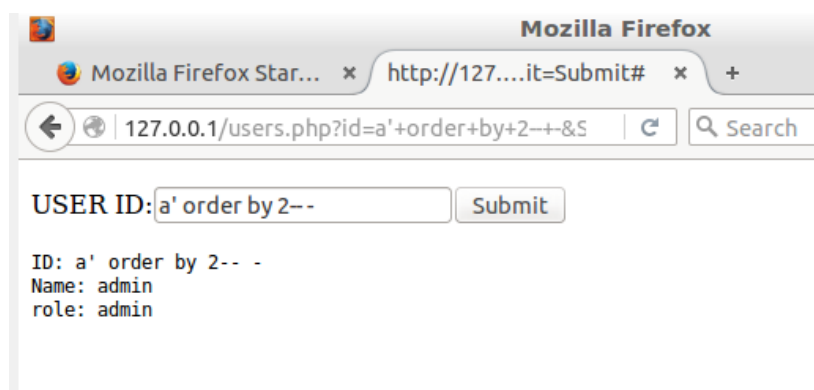 Mozilla Firefox
Mozilla Firefox Star... × http://127....it=Submit# × +
127.0.0.1/users.php?id=a'+order+by+2--+-&S Search
USER ID: a' order by 2-- - Submit
ID: a' order by 2-- -
Name: admin
role: admin